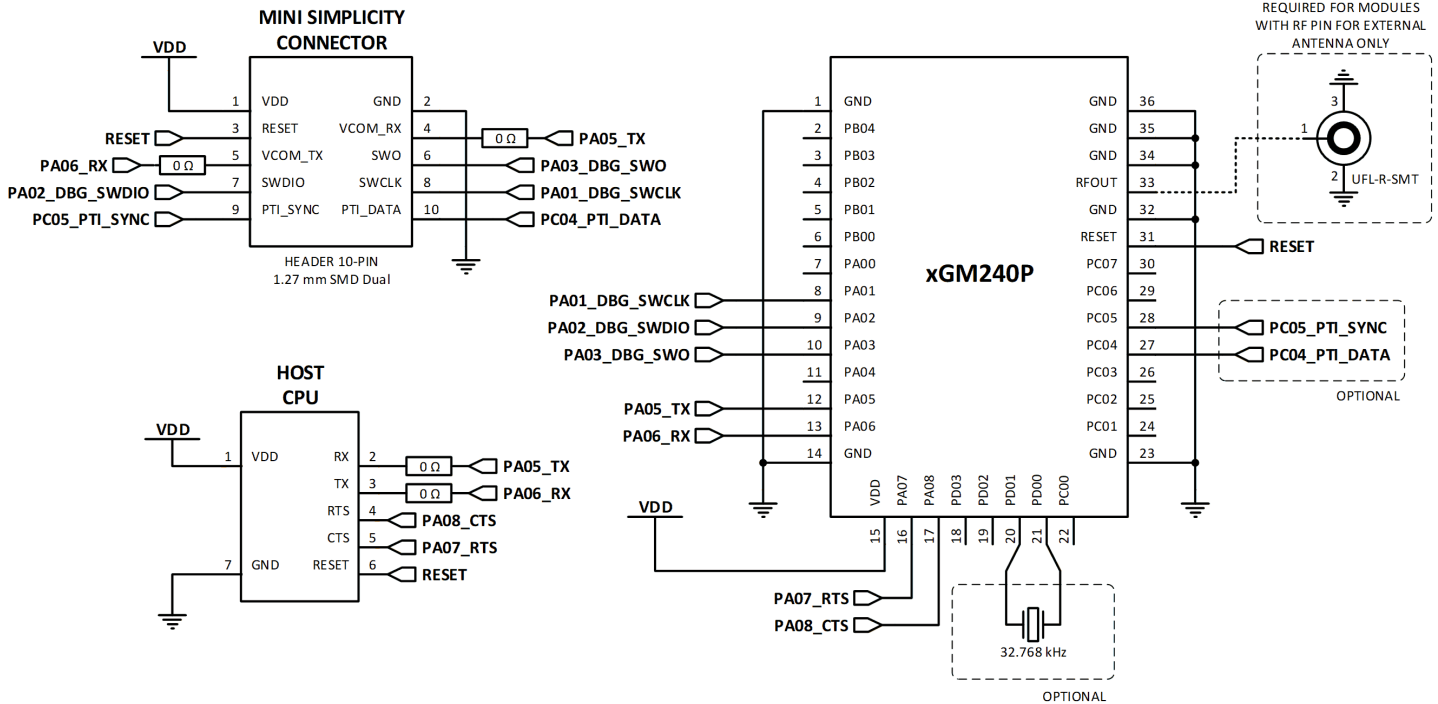 MINI SIMPLICITY
CONNECTOR
VDD
1 VDD GND 2
RESET 3 RESET VCOM_RX 4 0 Ω PA05_TX
PA06_RX 0 Ω 5 VCOM_TX SWO 6 PA03_DBG_SWO
PA02_DBG_SWDIO 7 SWDIO SWCLK 8 PA01_DBG_SWCLK
PC05_PTI_SYNC 9 PTI_SYNC PTI_DATA 10 PC04_PTI_DATA
HEADER 10-PIN
1.27 mm SMD Dual
HOST
CPU
VDD
1 VDD RX 2 0 Ω PA05_TX
TX 3 0 Ω PA06_RX
RTS 4 PA08_CTS
CTS 5 PA07_RTS
7 GND RESET 6 RESET
xGM240P
1 GND GND 36
2 PB04 GND 35
3 PB03 GND 34
4 PB02 RFOUT 33
5 PB01 GND 32
6 PB00 RESET 31 RESET
7 PA00 PC07 30
PA01_DBG_SWCLK 8 PA01 PC06 29
PA02_DBG_SWDIO 9 PA02 PC05 28 PC05_PTI_SYNC
PA03_DBG_SWO 10 PA03 PC04 27 PC04_PTI_DATA
11 PA04 PC03 26
OPTIONAL
PA05_TX 12 PA05 PC02 25
PA06_RX 13 PA06 PC01 24
14 GND GND 23
VDD PA07 PA08 PD03 PD02 PD01 PD00 PC00
15 16 17 18 19 20 21 22
VDD
PA07_RTS
PA08_CTS
32.768 kHz
OPTIONAL
REQUIRED FOR MODULES
WITH RF PIN FOR EXTERNAL
ANTENNA ONLY
3
1
2
UFL-R-SMT